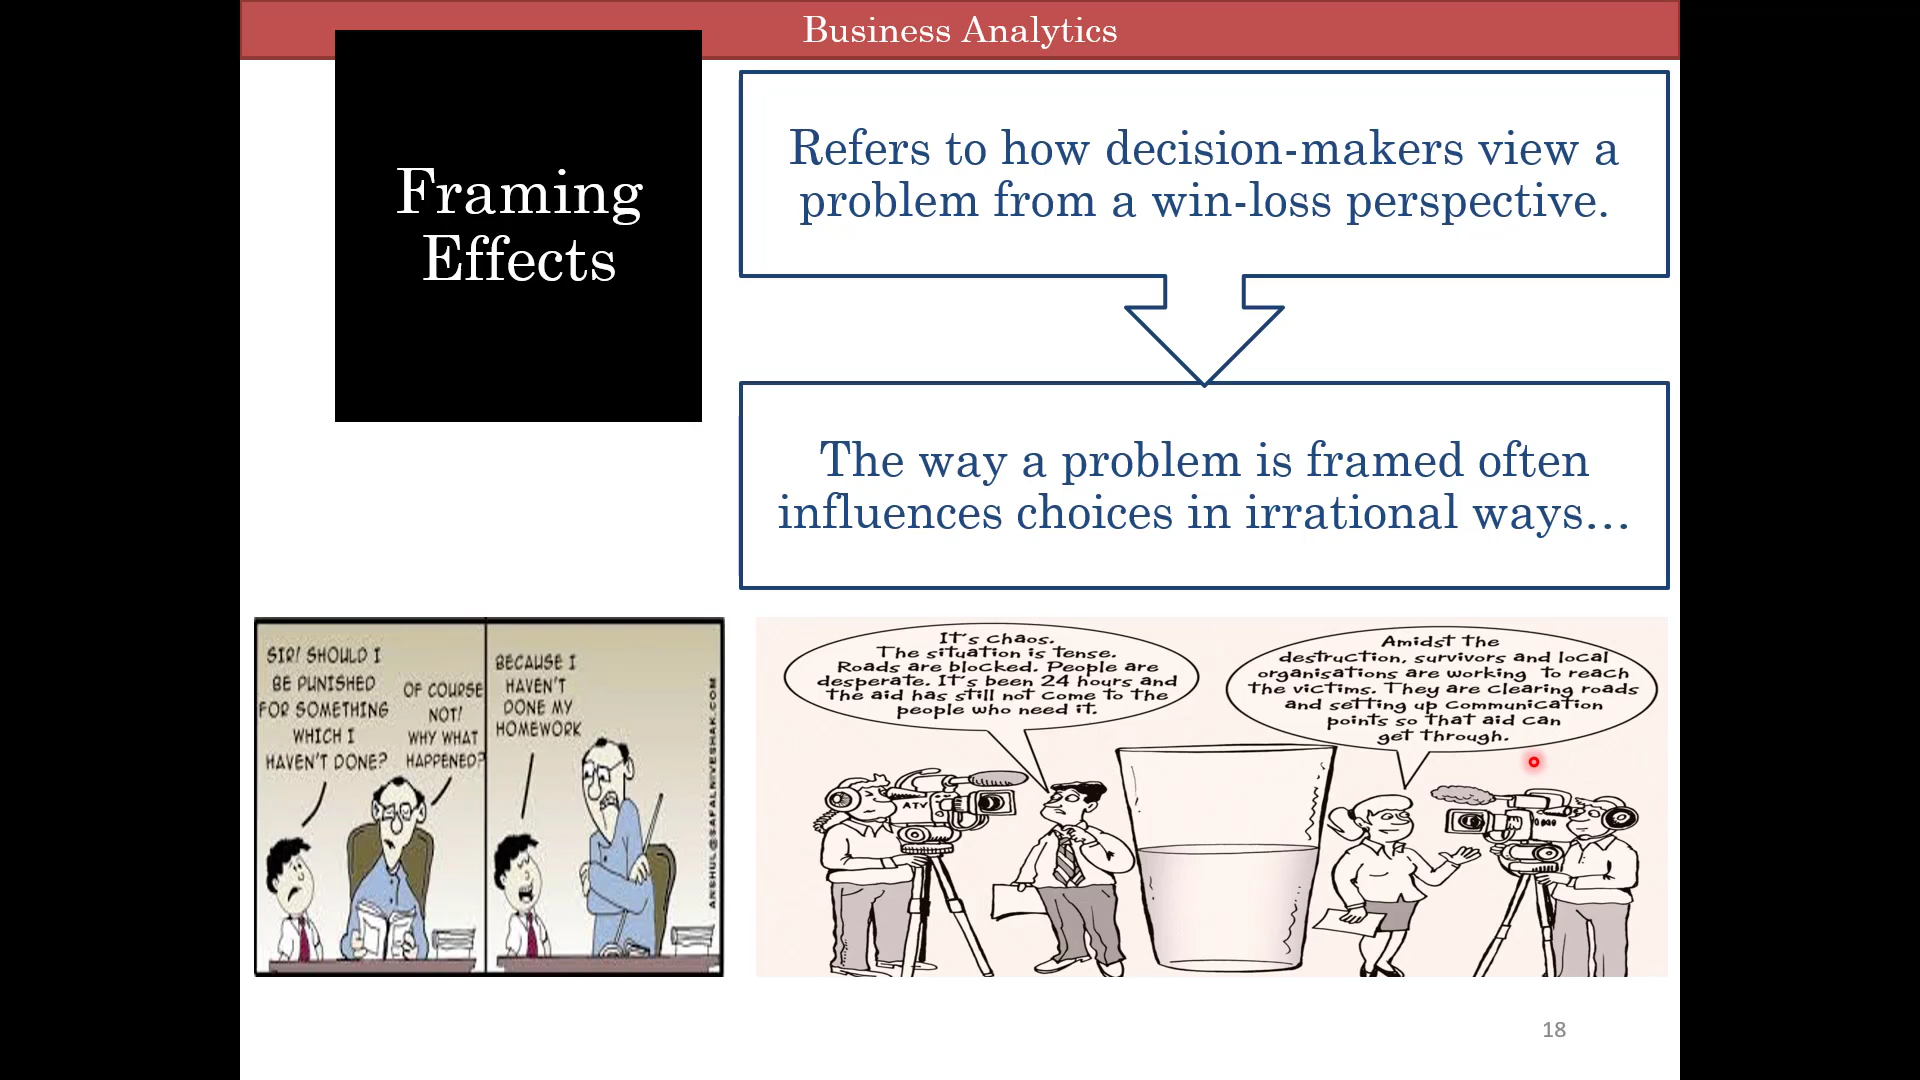 Business Analytics
Framing
Effects
Refers to how decision-makers view a
problem from a win-loss perspective.
The way a problem is framed often
influences choices in irrational ways…
SIR! SHOULD I
BE PUNISHED
FOR SOMETHING
WHICH I
HAVEN'T DONE?
OF COURSE
NOT!
WHY WHAT
HAPPENED?
BECAUSE I
HAVEN'T
DONE MY
HOMEWORK
ANSHUL@SAFALNIVESHAK.COM
It's chaos.
The situation is tense.
Roads are blocked. People are
desperate. It's been 24 hours and
the aid has still not come to the
people who need it.
Amidst the
destruction, survivors and local
organisations are working to reach
the victims. They are clearing roads
and setting up communication
points so that aid can
get through.
ATV
18